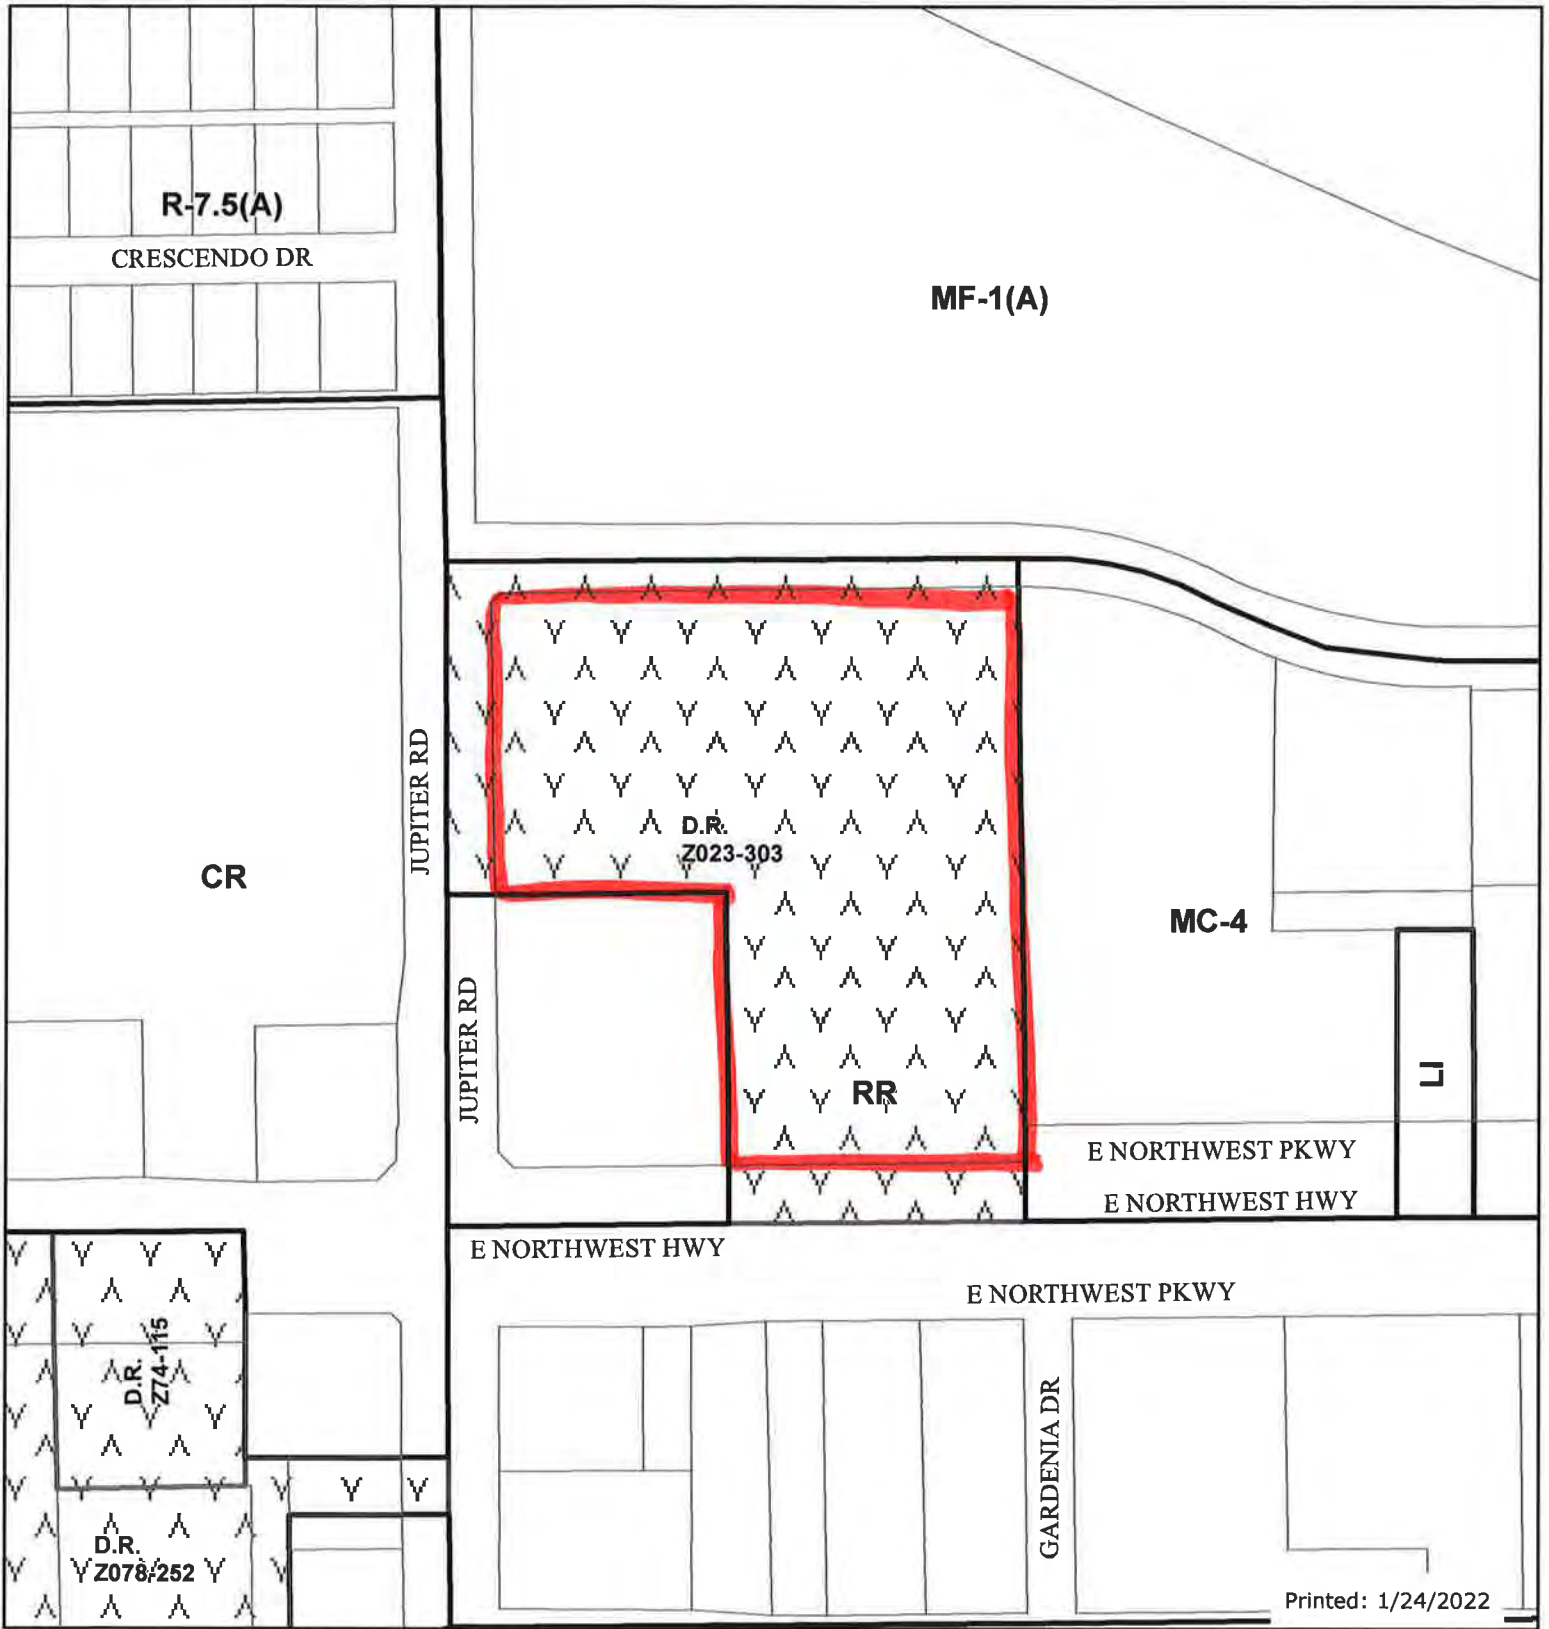 R-7.5(A)
CRESCENDO DR
MF-1(A)
JUPITER RD
D.R.
Z023-303
CR
MC-4
JUPITER RD
LI
RR
E NORTHWEST PKWY
E NORTHWEST HWY
E NORTHWEST HWY
E NORTHWEST PKWY
D.R.
Z74-115
GARDENIA DR
D.R.
Z078-252
Printed: 1/24/2022